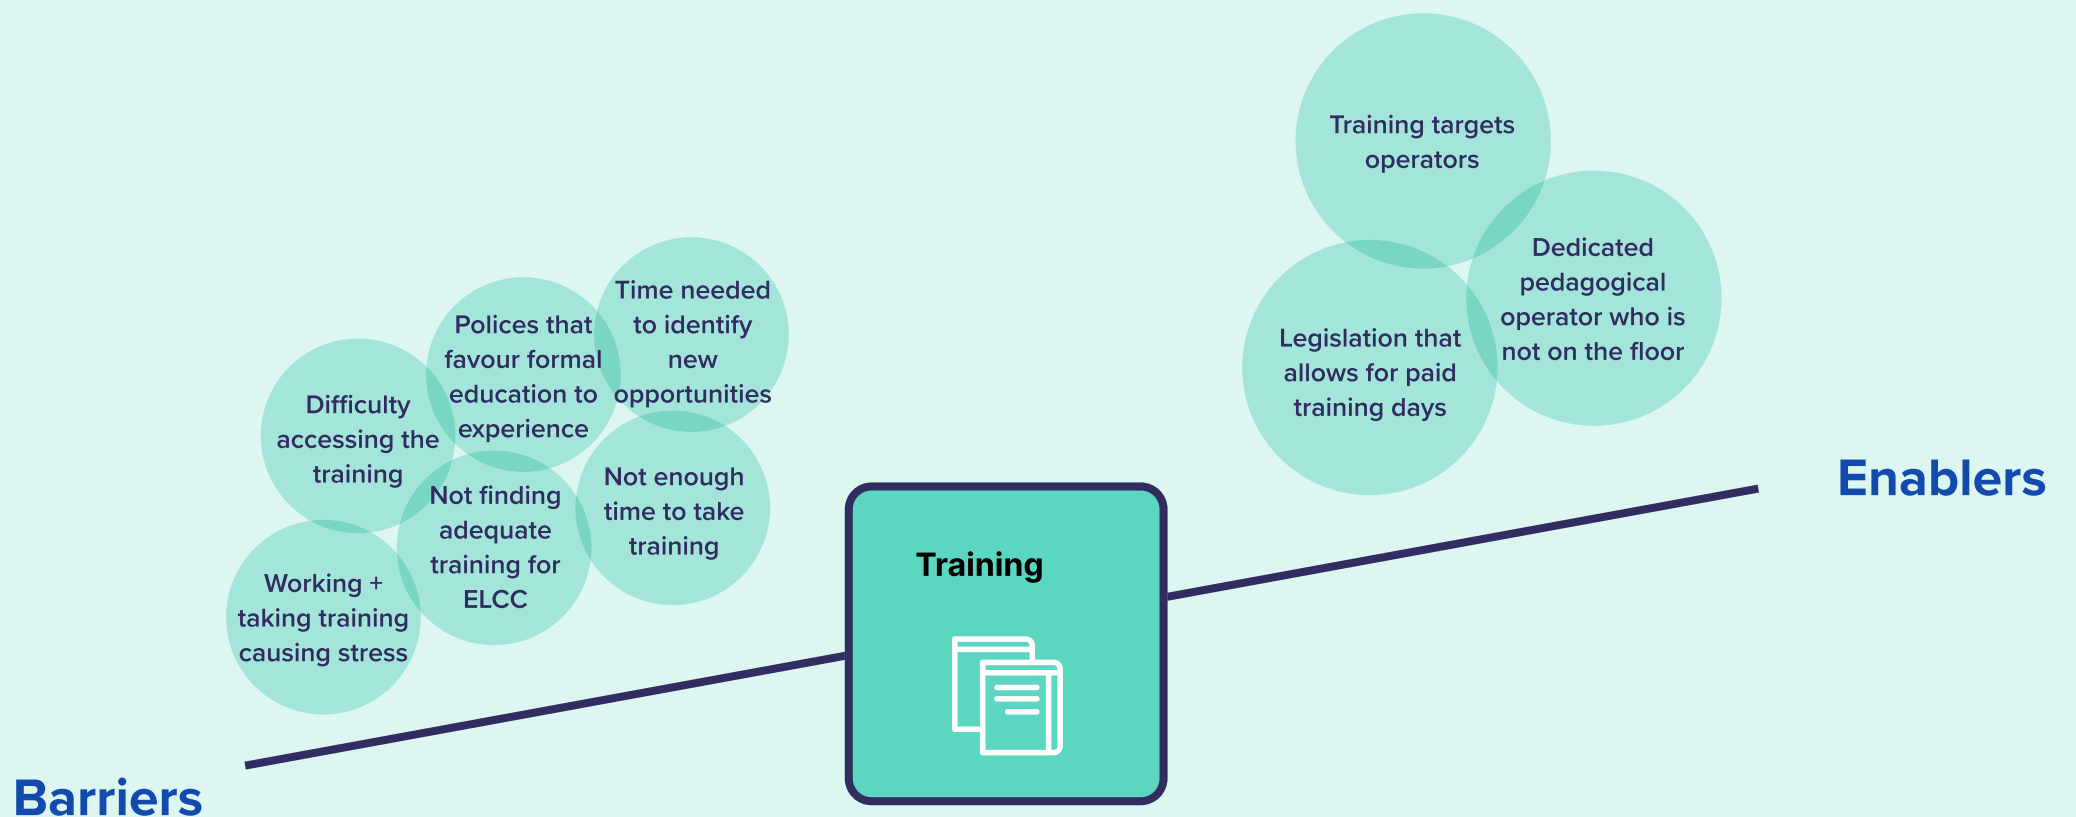 Training targets
operators
Dedicated
pedagogical
operator who is
not on the floor
Legislation that
allows for paid
training days
Enablers
Time needed
to identify
new
opportunities
Polices that
favour formal
education to
experience
Difficulty
accessing the
training
Not enough
time to take
training
Not finding
adequate
training for
ELCC
Working +
taking training
causing stress
Training
Barriers